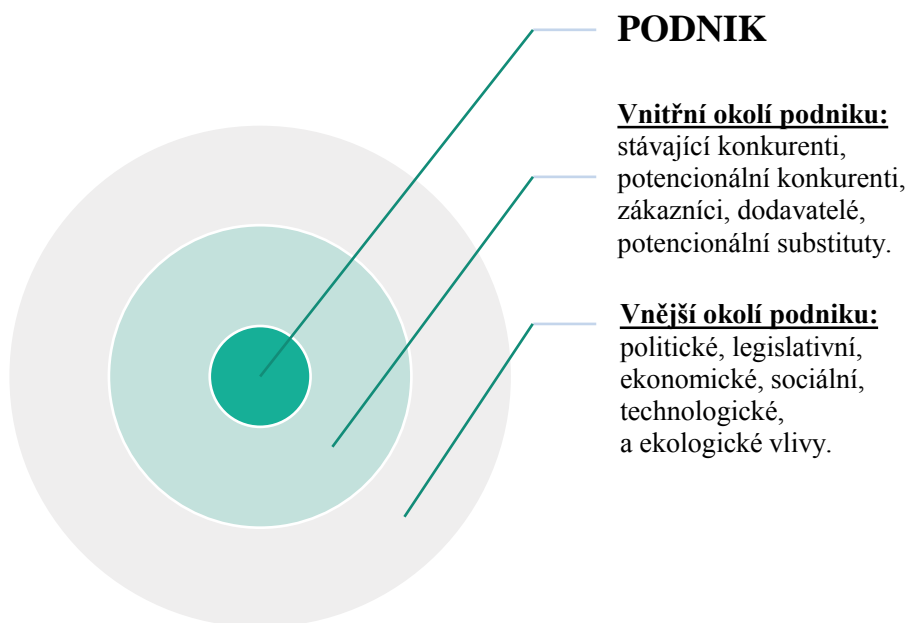 PODNIK
Vnitřní okolí podniku:
stávající konkurenti,
potencionální konkurenti,
zákazníci, dodavatelé,
potencionální substituty.
Vnější okolí podniku:
politické, legislativní,
ekonomické, sociální,
technologické,
a ekologické vlivy.